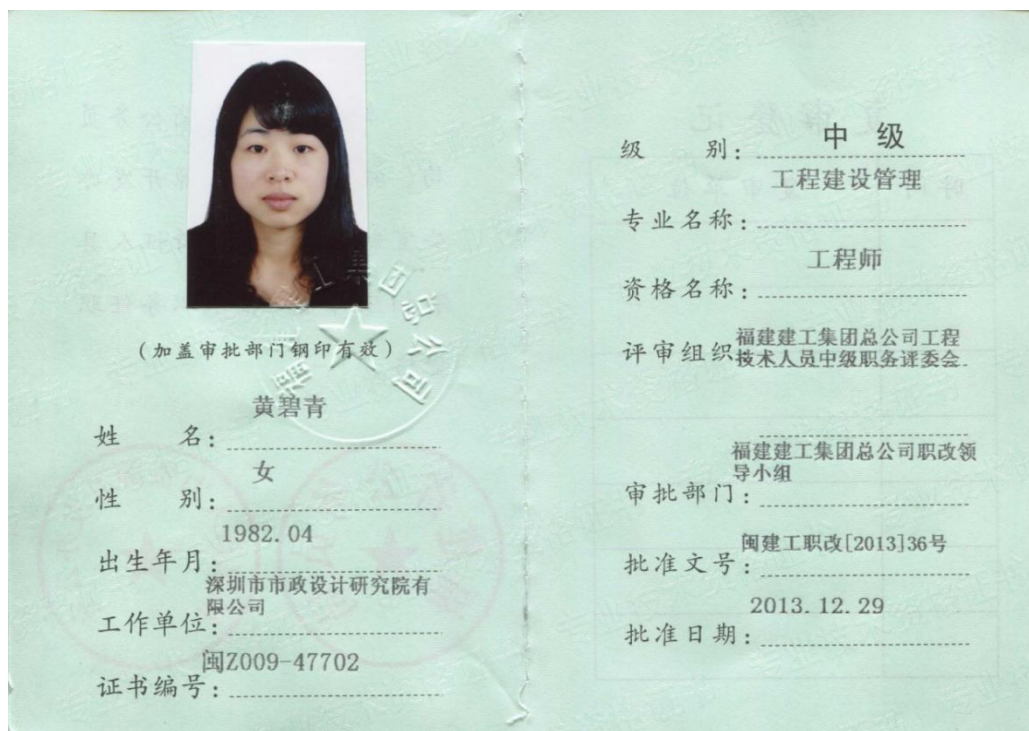 (加盖审批部门钢印有效)
姓 名: 黄碧青
性 别: 女
出生年月: 1982.04
工作单位: 深圳市市政设计研究院有
限公司
证书编号: 闽Z009-47702
级 别: 中 级
专业名称: 工程建设管理
资格名称: 工程师
评审组织 福建建工集团总公司工程
技术人员中级职务评委会
审批部门: 福建建工集团总公司职改领
导小组
批准文号: 闽建工职改[2013]36号
批准日期: 2013.12.29